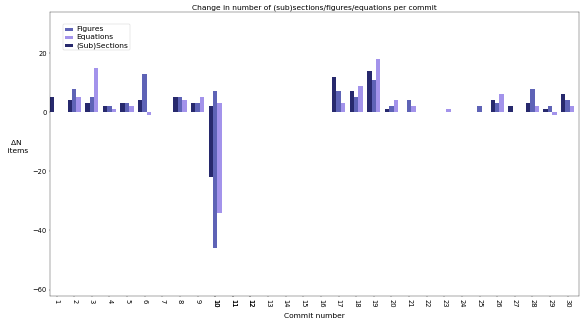 Change in number of (sub)sections/figures/equations per commit
Figures
Equations
(Sub)Sections
20
0
−20
−40
−60
ΔN
items
1 2 3 4 5 6 7 8 9 10 11 12 13 14 15 16 17 18 19 20 21 22 23 24 25 26 27 28 29 30
Commit number